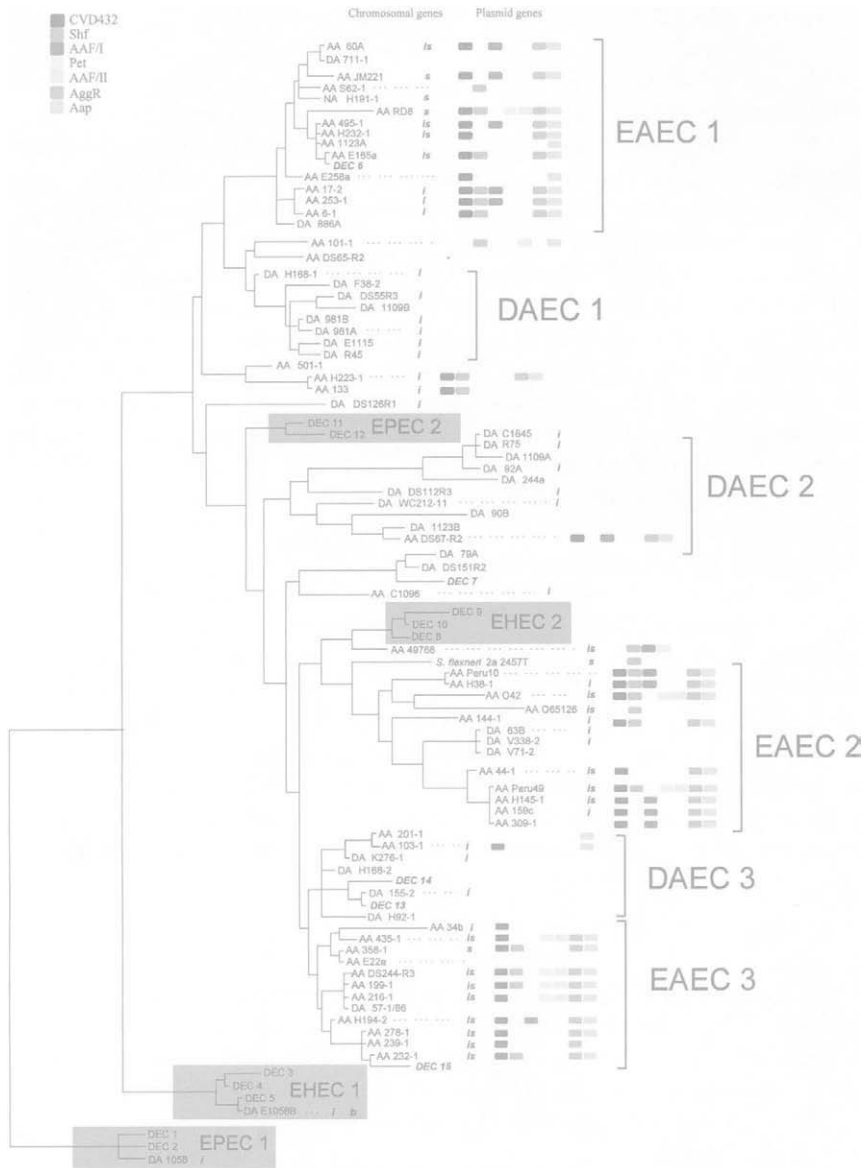 Chromosomal genes Plasmid genes
CVD432
Shf
AAF/I
Pet
AAF/II
AggR
Aap
AA 60A is
DA 711-1
AA JM221 s
AA S62-1
NA H191-1 s
AA RD8 s
AA 495-1 is
AA H232-1 is
AA 1123A
AA E165a is
DEC 6
AA E256a
AA 17-2 i
AA 253-1 i
AA 6-1 i
DA 886A
EAEC 1
AA 101-1
AA DS65-R2 -
DA H168-1 i
DA F38-2
DA DS55R3 i
DA 1109B
DA 981B i
DA 981A i
DA E1115 i
DA R45 i
DAEC 1
AA 501-1
AA H223-1 i
AA 133 i
DA DS126R1 i
DEC 11
DEC 12
EPEC 2
DA C1845 i
DA R75 i
DA 1109A
DA 92A i
DA 244a
DA DS112R3 i
DA WC212-11 i
DA 90B
DA 1123B
AA DS67-R2
DAEC 2
DA 79A
DA DS151R2
DEC 7
AA C1096 i
DEC 9
DEC 10
DEC 8
EHEC 2
AA 49766 is
S. flexneri 2a 2457T s
AA Peru10
AA H38-1 i
AA O42 is
AA O65126 is
AA 144-1 i
DA 63B i
DA V338-2 i
DA V71-2
AA 44-1 is
AA Peru49 is
AA H145-1 is
AA 159c i
AA 309-1
EAEC 2
AA 201-1
AA 103-1 i
DA K276-1 i
DA H168-2
DEC 14
DA 155-2 i
DEC 13
DA H92-1
DAEC 3
AA 34b i
AA 435-1 is
AA 358-1 s
AA E22α
AA DS244-R3 is
AA 199-1 is
AA 216-1 is
DA 57-1/86
AA H194-2 is
AA 278-1 is
AA 239-1 is
AA 232-1 is
DEC 15
EAEC 3
DEC 3
DEC 4
DEC 5
DA E1058B i b
EHEC 1
DEC 1
DEC 2
DA 105B i
EPEC 1